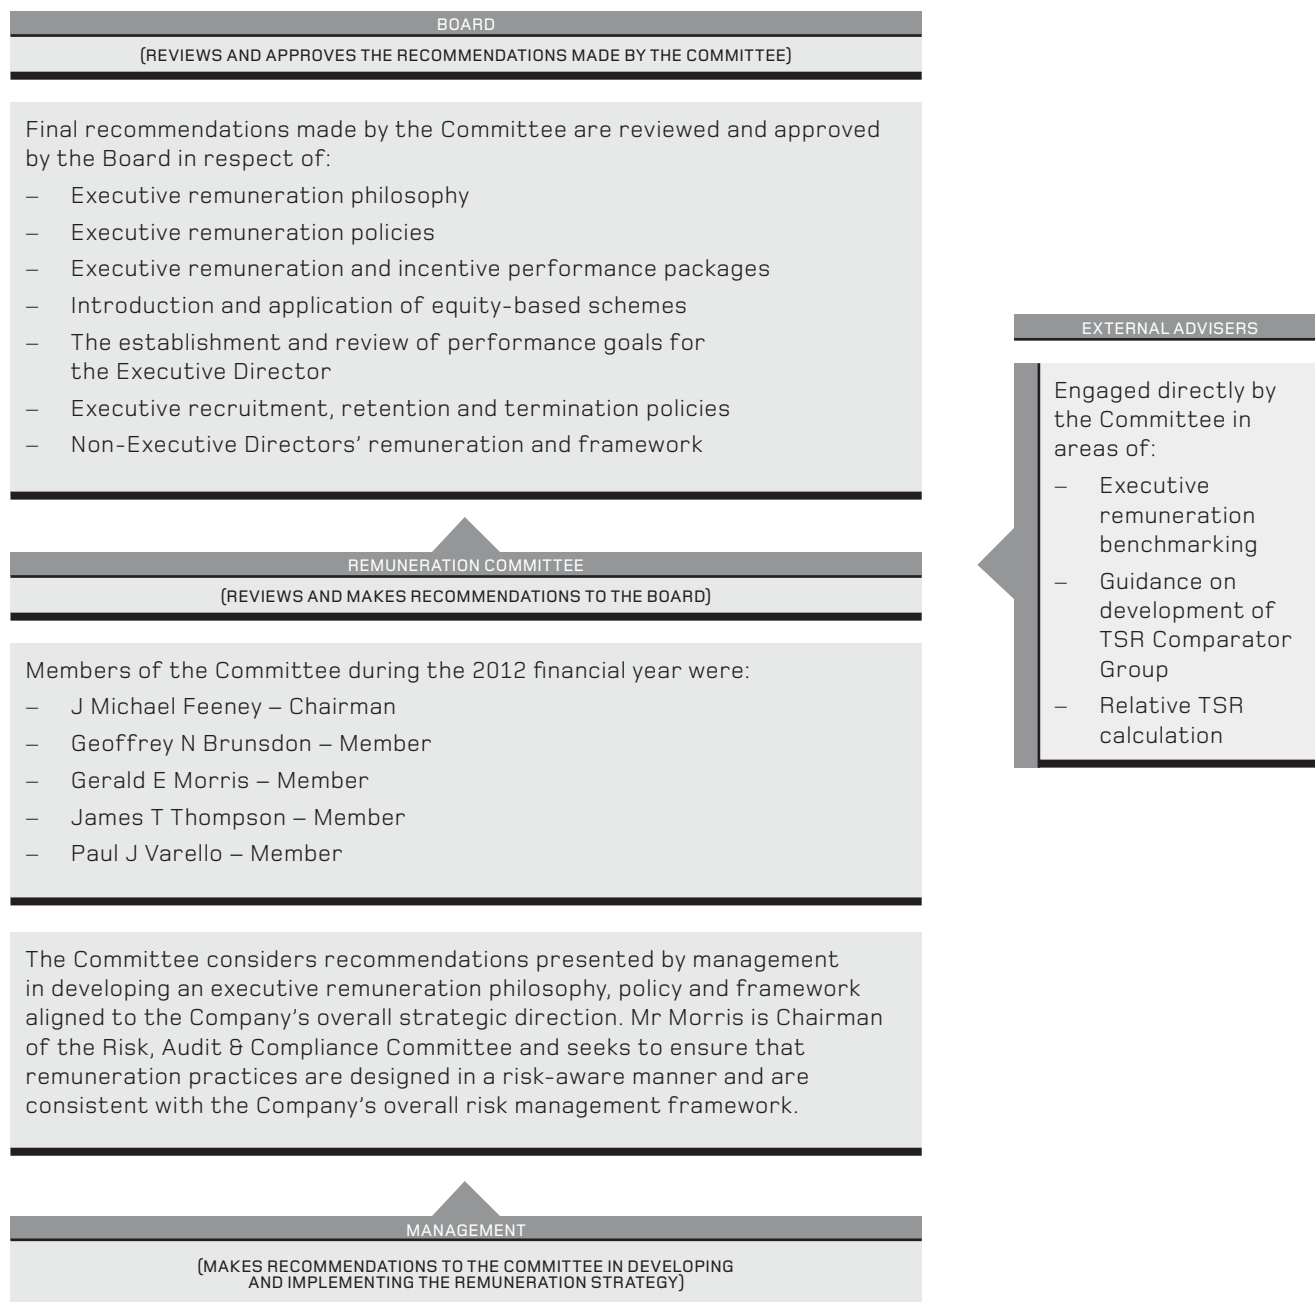 BOARD
(REVIEWS AND APPROVES THE RECOMMENDATIONS MADE BY THE COMMITTEE)
Final recommendations made by the Committee are reviewed and approved
by the Board in respect of:
– Executive remuneration philosophy
– Executive remuneration policies
– Executive remuneration and incentive performance packages
– Introduction and application of equity-based schemes
– The establishment and review of performance goals for
the Executive Director
– Executive recruitment, retention and termination policies
– Non-Executive Directors’ remuneration and framework
REMUNERATION COMMITTEE
(REVIEWS AND MAKES RECOMMENDATIONS TO THE BOARD)
Members of the Committee during the 2012 financial year were:
– J Michael Feeney – Chairman
– Geoffrey N Brunsdon – Member
– Gerald E Morris – Member
– James T Thompson – Member
– Paul J Varello – Member
The Committee considers recommendations presented by management
in developing an executive remuneration philosophy, policy and framework
aligned to the Company’s overall strategic direction. Mr Morris is Chairman
of the Risk, Audit & Compliance Committee and seeks to ensure that
remuneration practices are designed in a risk-aware manner and are
consistent with the Company’s overall risk management framework.
MANAGEMENT
(MAKES RECOMMENDATIONS TO THE COMMITTEE IN DEVELOPING
AND IMPLEMENTING THE REMUNERATION STRATEGY)
EXTERNAL ADVISERS
Engaged directly by
the Committee in
areas of:
– Executive
remuneration
benchmarking
– Guidance on
development of
TSR Comparator
Group
– Relative TSR
calculation